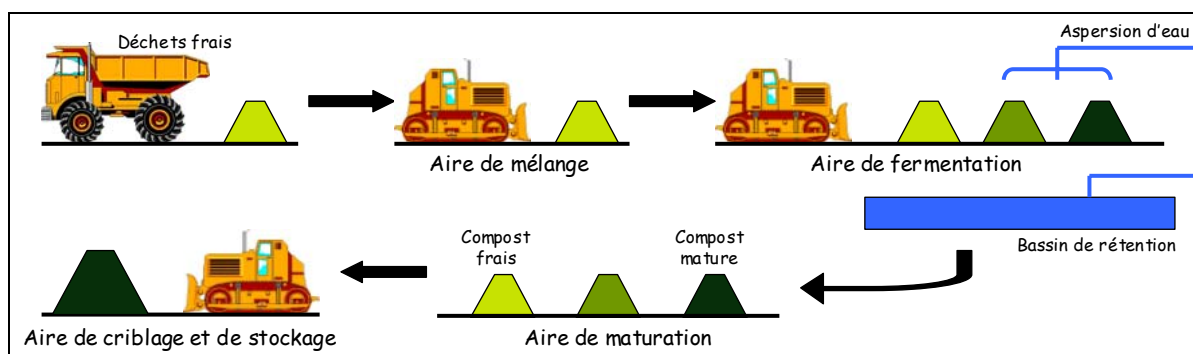 Déchets frais
Aspersion d'eau
Aire de mélange
Aire de fermentation
Bassin de rétention
Compost
frais
Compost
mature
Aire de criblage et de stockage
Aire de maturation